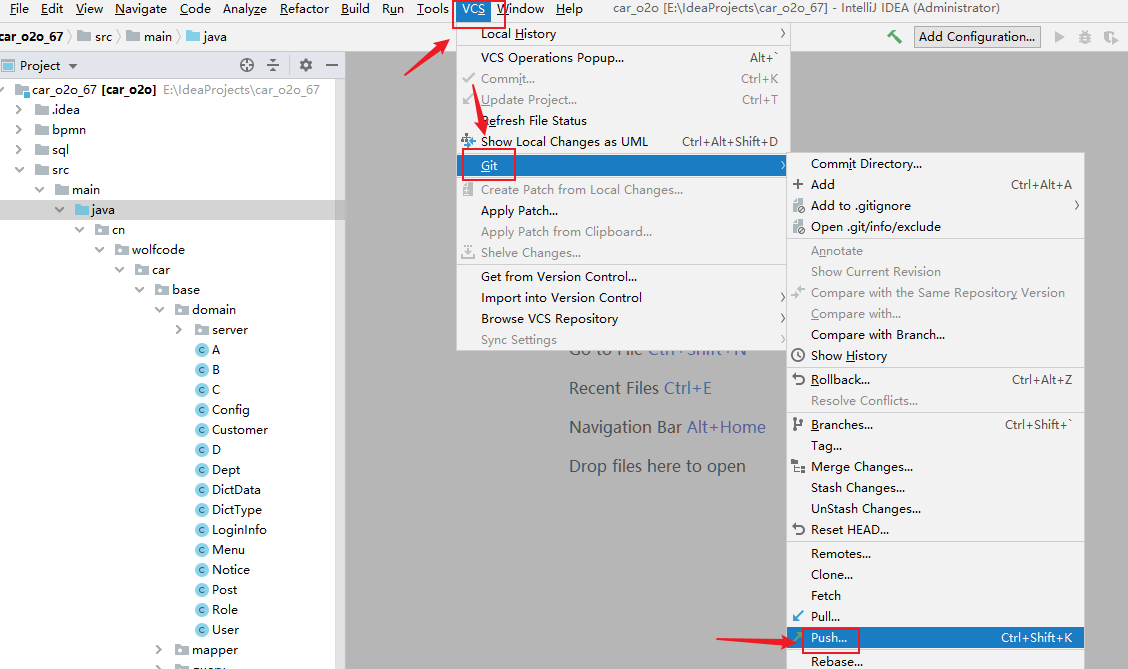 File Edit View Navigate Code Analyze Refactor Build Run Tools VCS Window Help car_o2o [E:\IdeaProjects\car_o2o_67] - IntelliJ IDEA (Administrator)
car_o2o_67 src main java Add Configuration...
Project
car_o2o_67 [car_o2o] E:\IdeaProjects\car_o2o_67
.idea
bpmn
sql
src
main
java
cn
wolfcode
car
base
domain
server
A
B
C
Config
Customer
D
Dept
DictData
DictType
LoginInfo
Menu
Notice
Post
Role
User
mapper
Local History
VCS Operations Popup... Alt+`
Commit... Ctrl+K
Update Project... Ctrl+T
Refresh File Status
Show Local Changes as UML Ctrl+Alt+Shift+D
Git
Create Patch from Local Changes...
Apply Patch...
Apply Patch from Clipboard...
Shelve Changes...
Get from Version Control...
Import into Version Control
Browse VCS Repository
Sync Settings
Go to File Ctrl+Shift+N
Recent Files Ctrl+E
Navigation Bar Alt+Home
Drop files here to open
Commit Directory...
Add Ctrl+Alt+A
Add to .gitignore
Open .git/info/exclude
Annotate
Show Current Revision
Compare with the Same Repository Version
Compare with...
Compare with Branch...
Show History
Rollback... Ctrl+Alt+Z
Resolve Conflicts...
Branches... Ctrl+Shift+`
Tag...
Merge Changes...
Stash Changes...
UnStash Changes...
Reset HEAD...
Remotes...
Clone...
Fetch
Pull...
Push... Ctrl+Shift+K
Rebase...